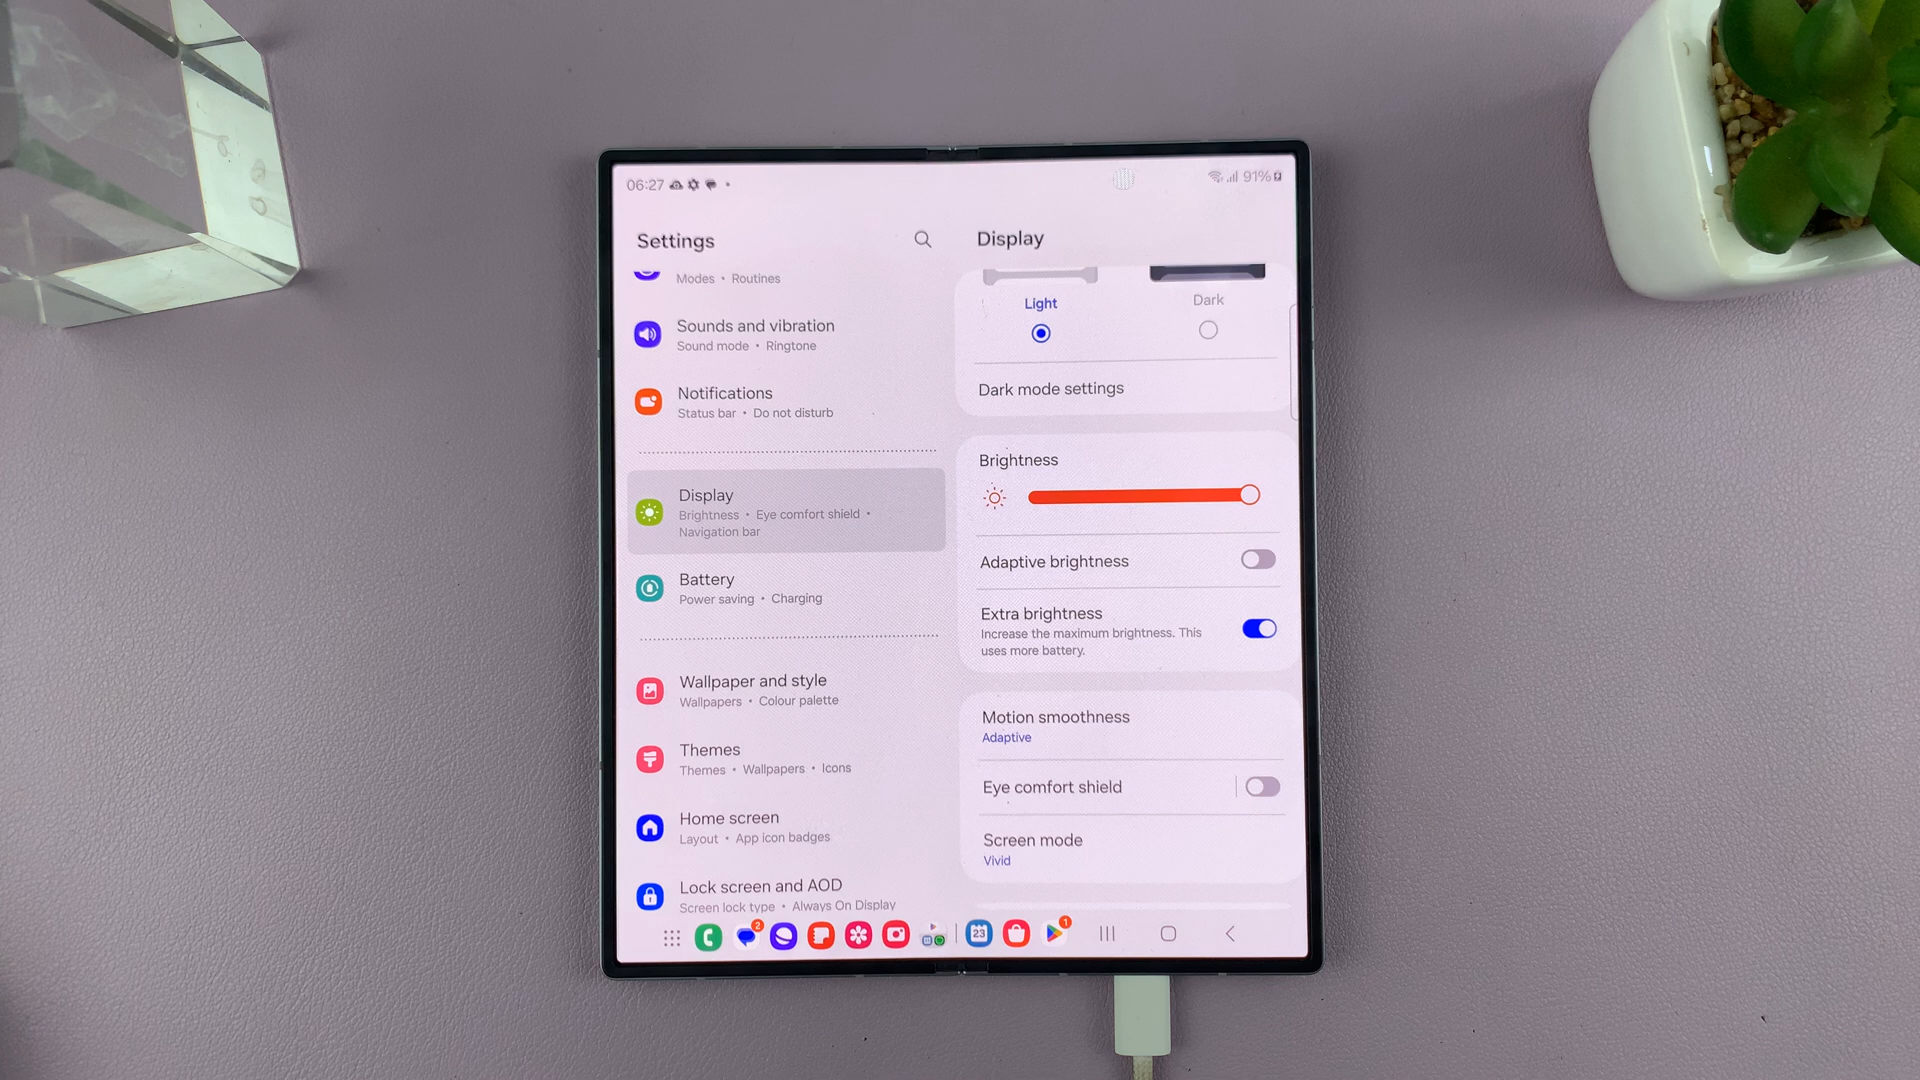 06:27
91%
Settings
Modes • Routines
Sounds and vibration
Sound mode • Ringtone
Notifications
Status bar • Do not disturb
Display
Brightness • Eye comfort shield •
Navigation bar
Battery
Power saving • Charging
Wallpaper and style
Wallpapers • Colour palette
Themes
Themes • Wallpapers • Icons
Home screen
Layout • App icon badges
Lock screen and AOD
Screen lock type • Always On Display
Display
Light
Dark
Dark mode settings
Brightness
Adaptive brightness
Extra brightness
Increase the maximum brightness. This
uses more battery.
Motion smoothness
Adaptive
Eye comfort shield
Screen mode
Vivid
2
23
1